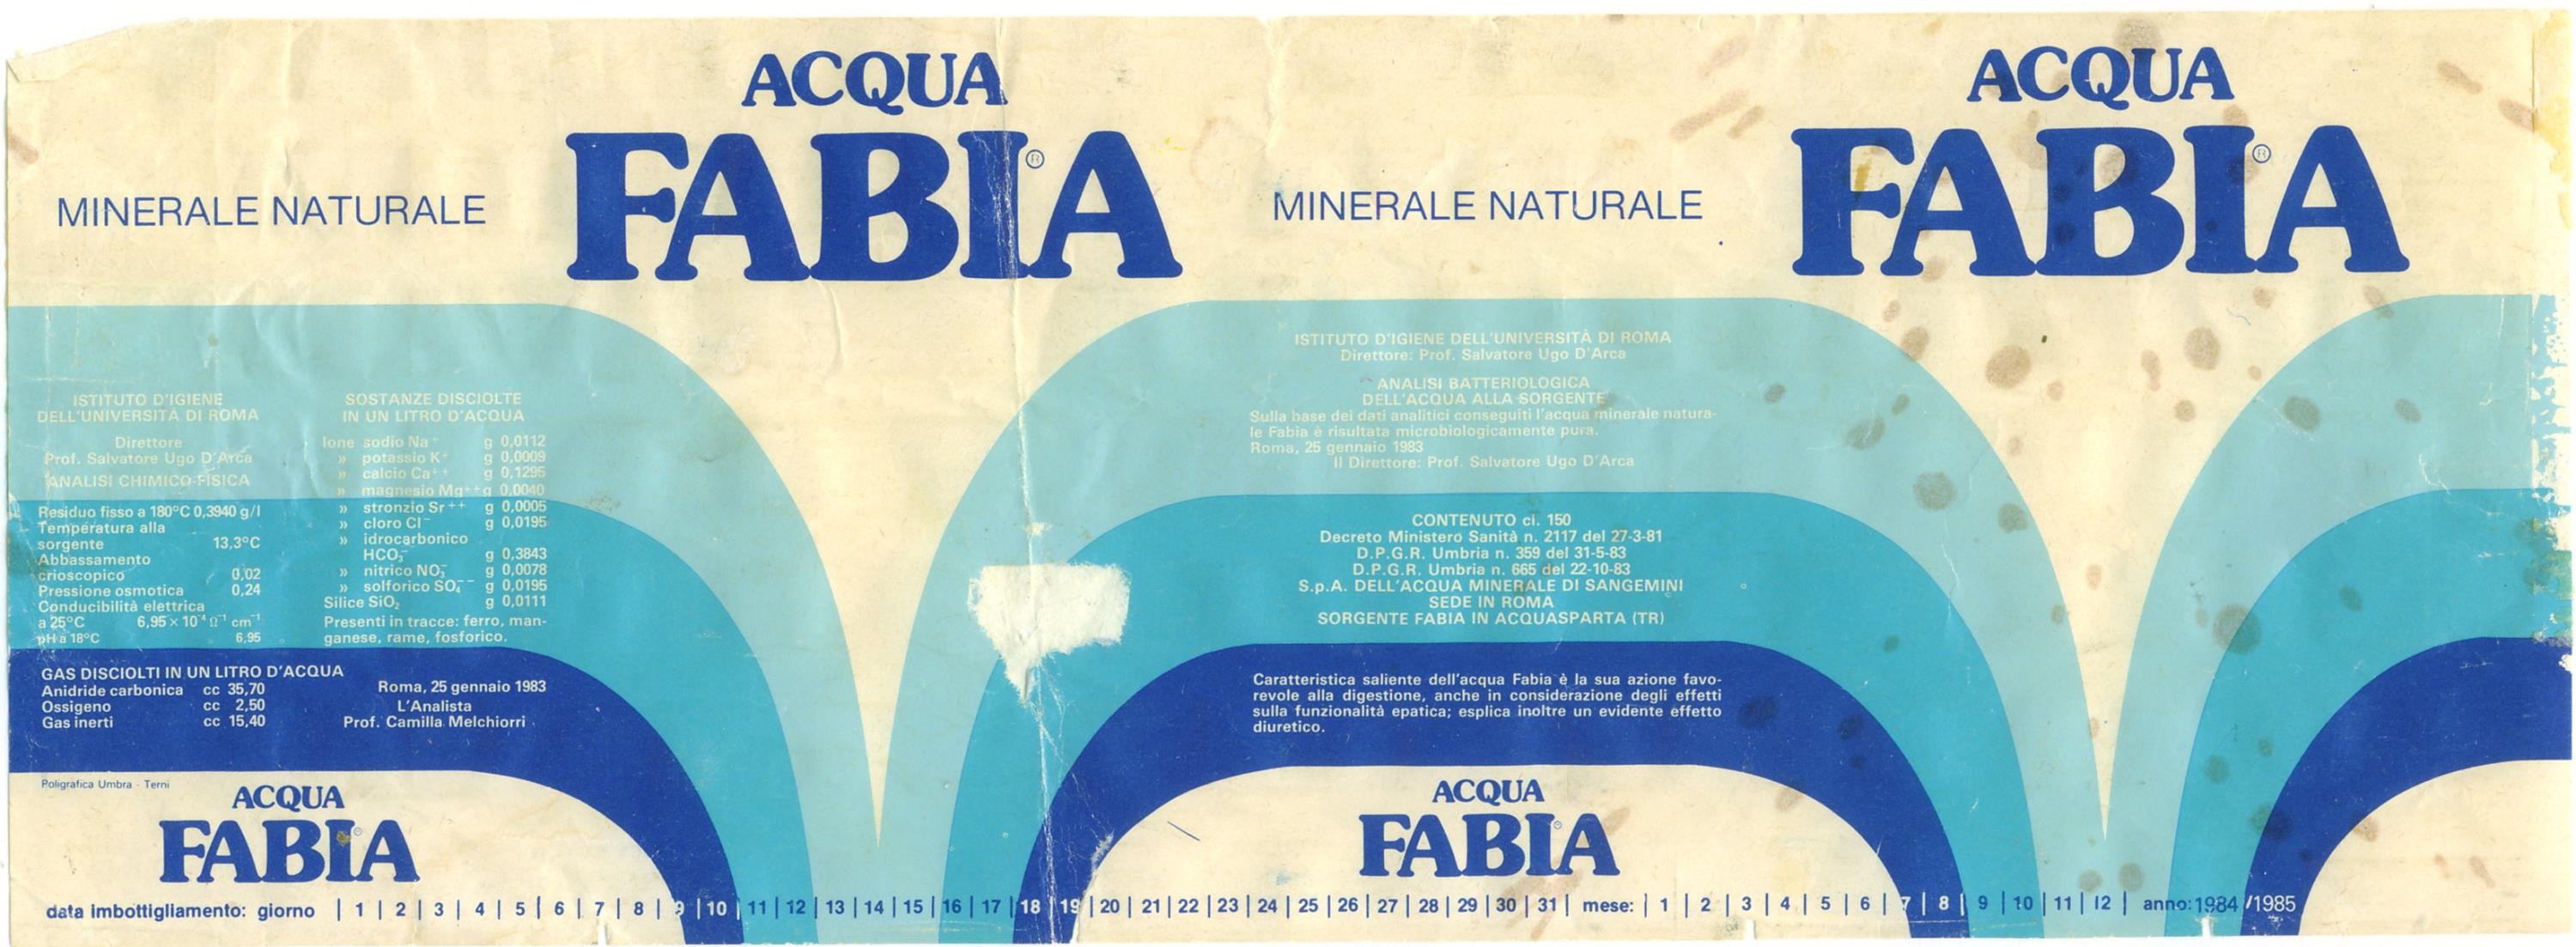 MINERALE NATURALE
ACQUA
FABIA®
MINERALE NATURALE
ACQUA
FABIA®
ISTITUTO D'IGIENE
DELL'UNIVERSITÀ DI ROMA
Direttore
Prof. Salvatore Ugo D'Arca
ANALISI CHIMICO-FISICA
Residuo fisso a 180°C 0,3940 g/l
Temperatura alla
sorgente 13,3°C
Abbassamento
crioscopico 0,02
Pressione osmotica 0,24
Conducibilità elettrica
a 25°C 6,95 × 10⁻⁴ Ω⁻¹ cm⁻¹
pH a 18°C 6,95
SOSTANZE DISCIOLTE
IN UN LITRO D'ACQUA
Ione sodio Na⁺ g 0,0112
» potassio K⁺ g 0,0009
» calcio Ca⁺⁺ g 0,1295
» magnesio Mg⁺⁺ g 0,0040
» stronzio Sr⁺⁺ g 0,0005
» cloro Cl⁻ g 0,0195
» idrocarbonico
HCO₃⁻ g 0,3843
» nitrico NO₃⁻ g 0,0078
» solforico SO₄⁻⁻ g 0,0195
Silice SiO₂ g 0,0111
Presenti in tracce: ferro, man-
ganese, rame, fosforico.
GAS DISCIOLTI IN UN LITRO D'ACQUA
Anidride carbonica cc 35,70
Ossigeno cc 2,50
Gas inerti cc 15,40
Roma, 25 gennaio 1983
L'Analista
Prof. Camilla Melchiorri
Poligrafica Umbra - Terni
ACQUA
FABIA®
ISTITUTO D'IGIENE DELL'UNIVERSITÀ DI ROMA
Direttore: Prof. Salvatore Ugo D'Arca
ANALISI BATTERIOLOGICA
DELL'ACQUA ALLA SORGENTE
Sulla base dei dati analitici conseguiti l'acqua minerale natura-
le Fabia è risultata microbiologicamente pura.
Roma, 25 gennaio 1983
Il Direttore: Prof. Salvatore Ugo D'Arca
CONTENUTO cl. 150
Decreto Ministero Sanità n. 2117 del 27-3-81
D.P.G.R. Umbria n. 359 del 31-5-83
D.P.G.R. Umbria n. 665 del 22-10-83
S.p.A. DELL'ACQUA MINERALE DI SANGEMINI
SEDE IN ROMA
SORGENTE FABIA IN ACQUASPARTA (TR)
Caratteristica saliente dell'acqua Fabia è la sua azione favo-
revole alla digestione, anche in considerazione degli effetti
sulla funzionalità epatica; esplica inoltre un evidente effetto
diuretico.
ACQUA
FABIA®
data imbottigliamento: giorno | 1 | 2 | 3 | 4 | 5 | 6 | 7 | 8 | 9 | 10 | 11 | 12 | 13 | 14 | 15 | 16 | 17 | 18 | 19 | 20 | 21 | 22 | 23 | 24 | 25 | 26 | 27 | 28 | 29 | 30 | 31 | mese: | 1 | 2 | 3 | 4 | 5 | 6 | 7 | 8 | 9 | 10 | 11 | 12 | anno: 1984/1985